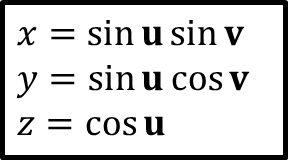 x = sin u sin v
y = sin u cos v
z = cos u